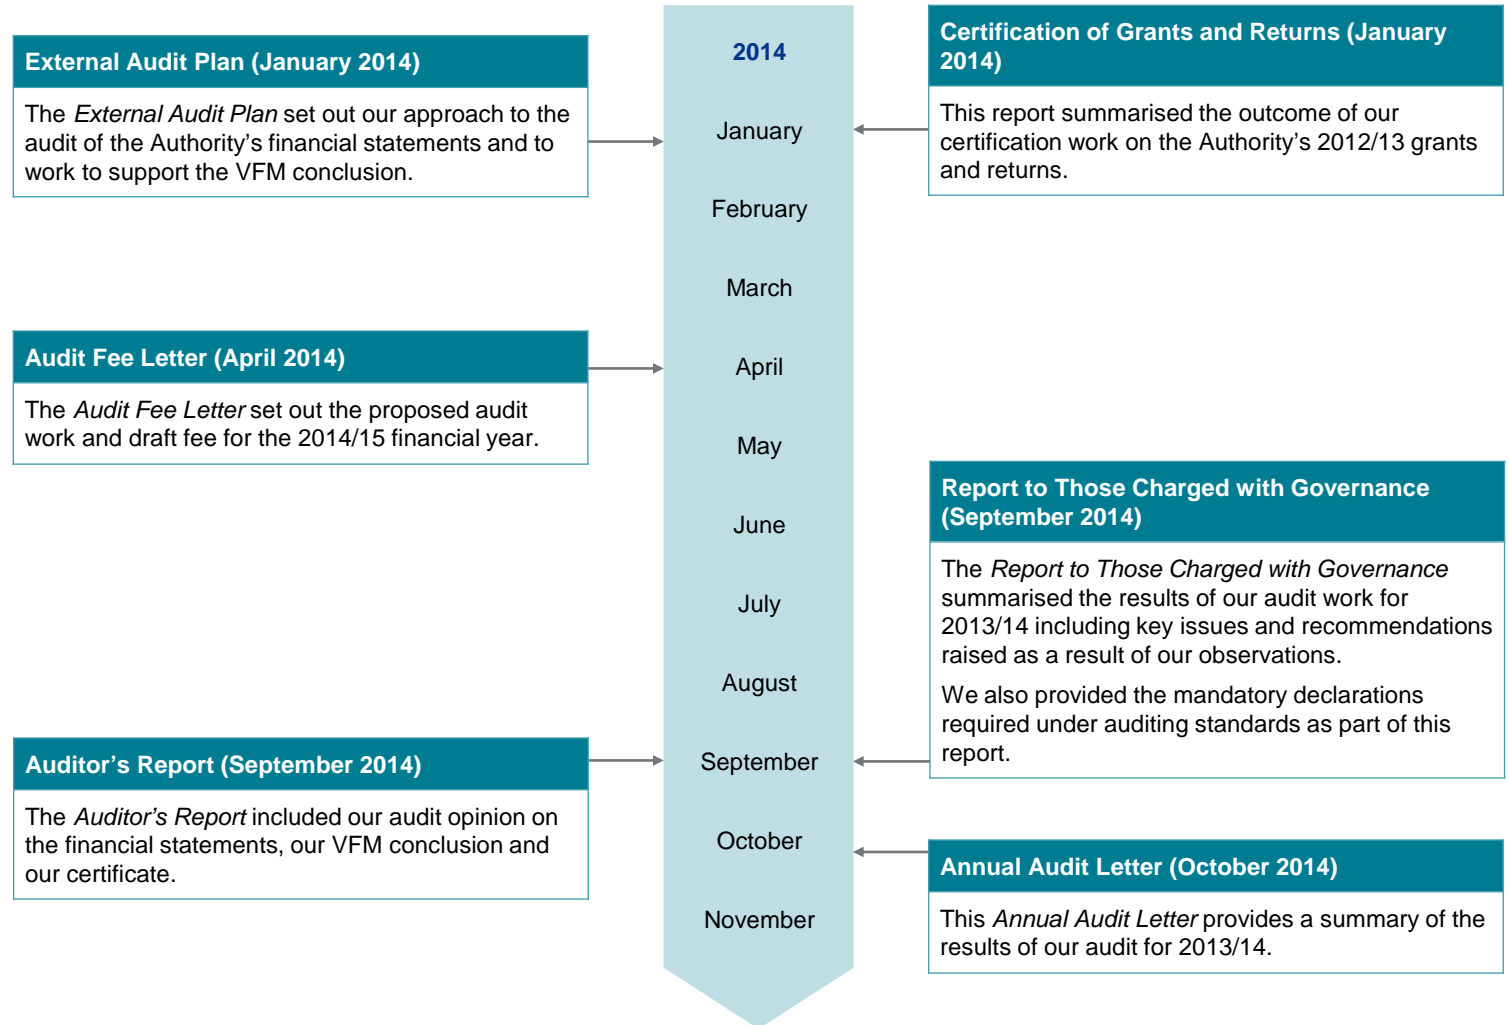 External Audit Plan (January 2014)
The External Audit Plan set out our approach to the
audit of the Authority’s financial statements and to
work to support the VFM conclusion.
Audit Fee Letter (April 2014)
The Audit Fee Letter set out the proposed audit
work and draft fee for the 2014/15 financial year.
Auditor’s Report (September 2014)
The Auditor’s Report included our audit opinion on
the financial statements, our VFM conclusion and
our certificate.
2014
January
February
March
April
May
June
July
August
September
October
November
Certification of Grants and Returns (January
2014)
This report summarised the outcome of our
certification work on the Authority’s 2012/13 grants
and returns.
Report to Those Charged with Governance
(September 2014)
The Report to Those Charged with Governance
summarised the results of our audit work for
2013/14 including key issues and recommendations
raised as a result of our observations.
We also provided the mandatory declarations
required under auditing standards as part of this
report.
Annual Audit Letter (October 2014)
This Annual Audit Letter provides a summary of the
results of our audit for 2013/14.